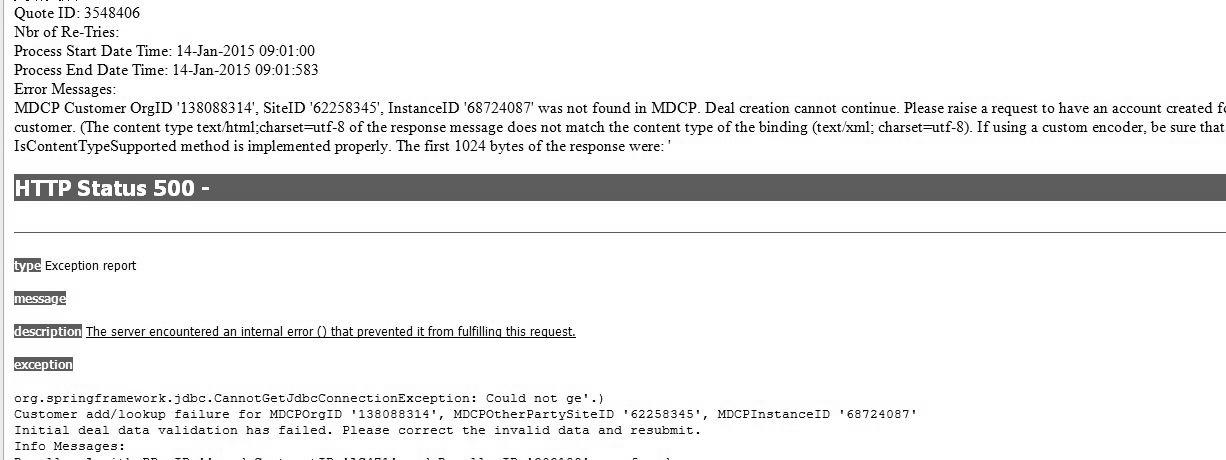 Quote ID: 3548406
Nbr of Re-Tries:
Process Start Date Time: 14-Jan-2015 09:01:00
Process End Date Time: 14-Jan-2015 09:01:583
Error Messages:
MDCP Customer OrgID '138088314', SiteID '62258345', InstanceID '68724087' was not found in MDCP. Deal creation cannot continue. Please raise a request to have an account created
customer. (The content type text/html;charset=utf-8 of the response message does not match the content type of the binding (text/xml; charset=utf-8). If using a custom encoder, be sure that
IsContentTypeSupported method is implemented properly. The first 1024 bytes of the response were: '
HTTP Status 500 -
type Exception report
message
description The server encountered an internal error () that prevented it from fulfilling this request.
exception
org.springframework.jdbc.CannotGetJdbcConnectionException: Could not ge'.)
Customer add/lookup failure for MDCPOrgID '138088314', MDCPOtherPartySiteID '62258345', MDCPInstanceID '68724087'
Initial deal data validation has failed. Please correct the invalid data and resubmit.
Info Messages: